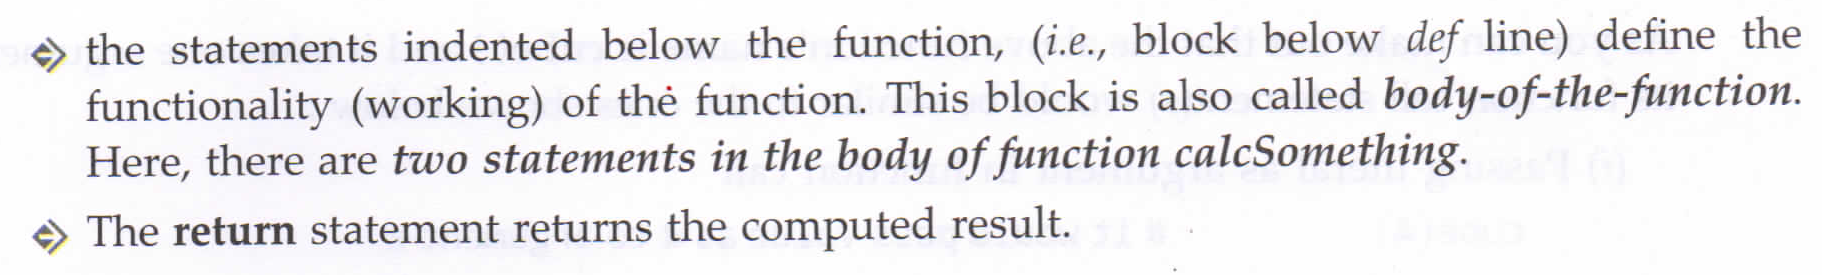 the statements indented below the function, (i.e., block below def line) define the
functionality (working) of the function. This block is also called body-of-the-function.
Here, there are two statements in the body of function calcSomething.
The return statement returns the computed result.